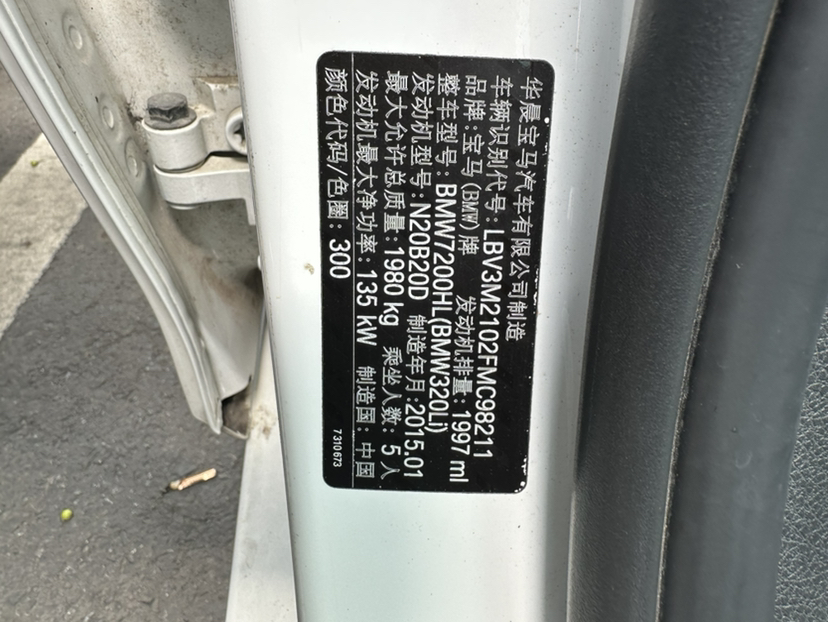 华晨宝马汽车有限公司制造
车辆识别代号: LBV3M2102FMC98211
品牌: 宝马(BMW)牌 发动机排量: 1997 ml
整车型号: BMW7200HL(BMW320Li)
发动机型号: N20B20D 制造年月: 2015.01
最大允许总质量: 1980 kg 乘坐人数: 5 人
发动机最大净功率: 135 kW 制造国: 中国
颜色代码/色圈: 300
7310673